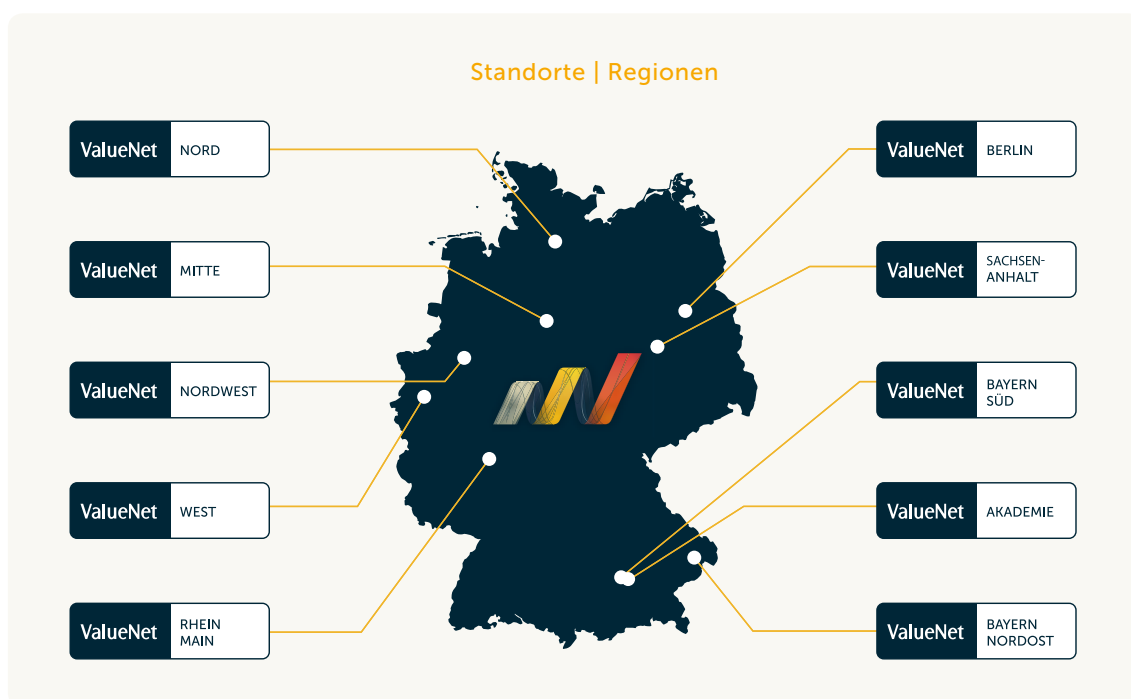 Standorte | Regionen
ValueNet NORD
ValueNet MITTE
ValueNet NORDWEST
ValueNet WEST
ValueNet RHEIN
MAIN
ValueNet BERLIN
ValueNet SACHSEN-
ANHALT
ValueNet BAYERN
SÜD
ValueNet AKADEMIE
ValueNet BAYERN
NORDOST